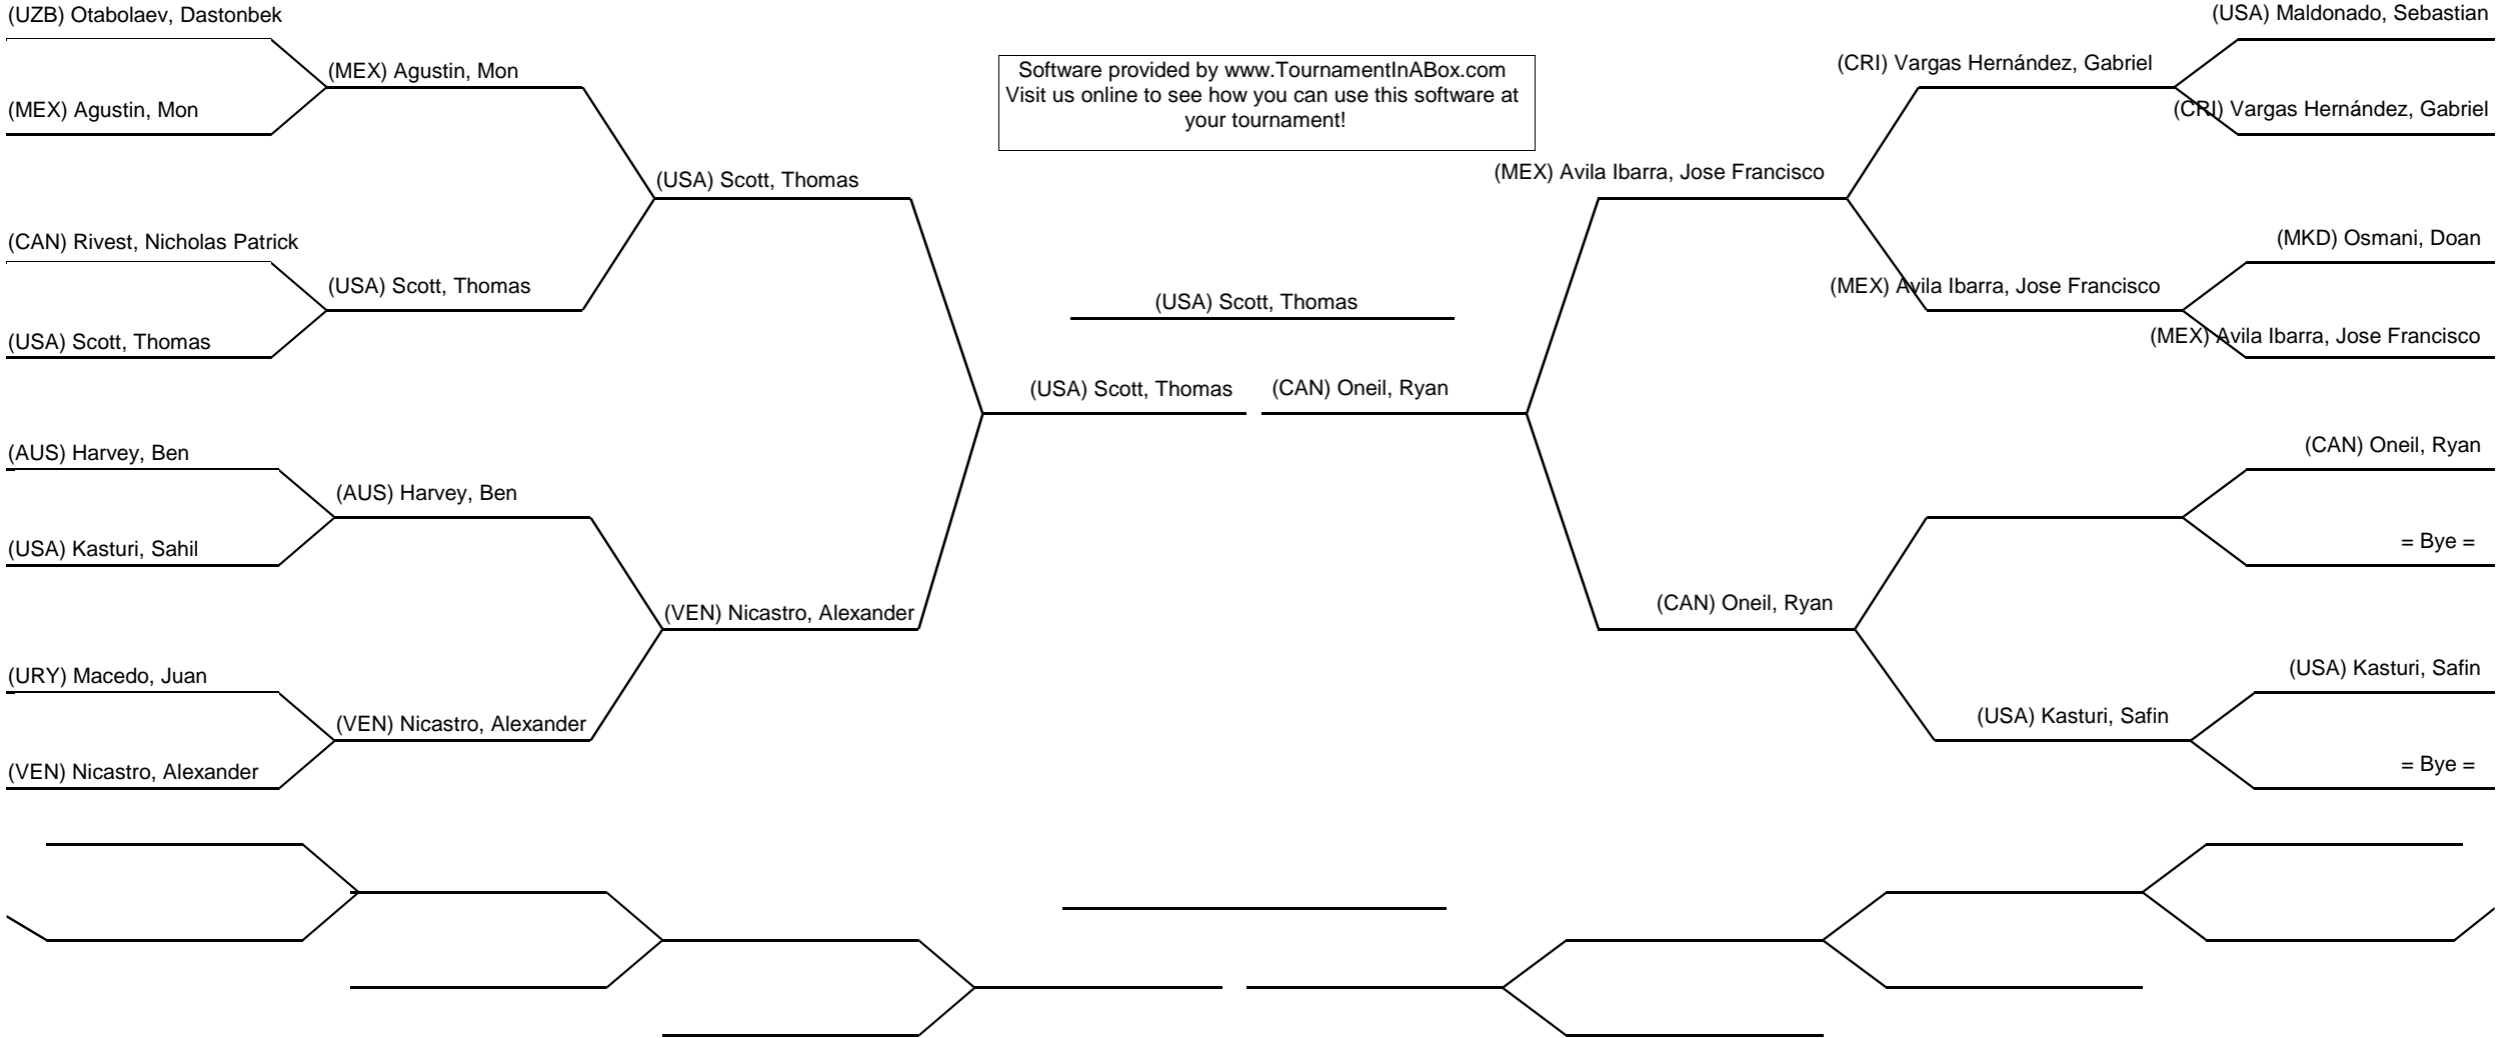 (UZB) Otabolaev, Dastonbek
(MEX) Agustin, Mon
(MEX) Agustin, Mon
(USA) Scott, Thomas
(CAN) Rivest, Nicholas Patrick
(USA) Scott, Thomas
(USA) Scott, Thomas
(AUS) Harvey, Ben
(AUS) Harvey, Ben
(USA) Kasturi, Sahil
(VEN) Nicastro, Alexander
(URY) Macedo, Juan
(VEN) Nicastro, Alexander
(VEN) Nicastro, Alexander
Software provided by www.TournamentInABox.com
Visit us online to see how you can use this software at
your tournament!
(USA) Scott, Thomas
(USA) Scott, Thomas
(CAN) Oneil, Ryan
(USA) Maldonado, Sebastian
(CRI) Vargas Hernández, Gabriel
(CRI) Vargas Hernández, Gabriel
(MEX) Avila Ibarra, Jose Francisco
(MKD) Osmani, Doan
(MEX) Avila Ibarra, Jose Francisco
(MEX) Avila Ibarra, Jose Francisco
(CAN) Oneil, Ryan
= Bye =
(CAN) Oneil, Ryan
(USA) Kasturi, Safin
(USA) Kasturi, Safin
= Bye =